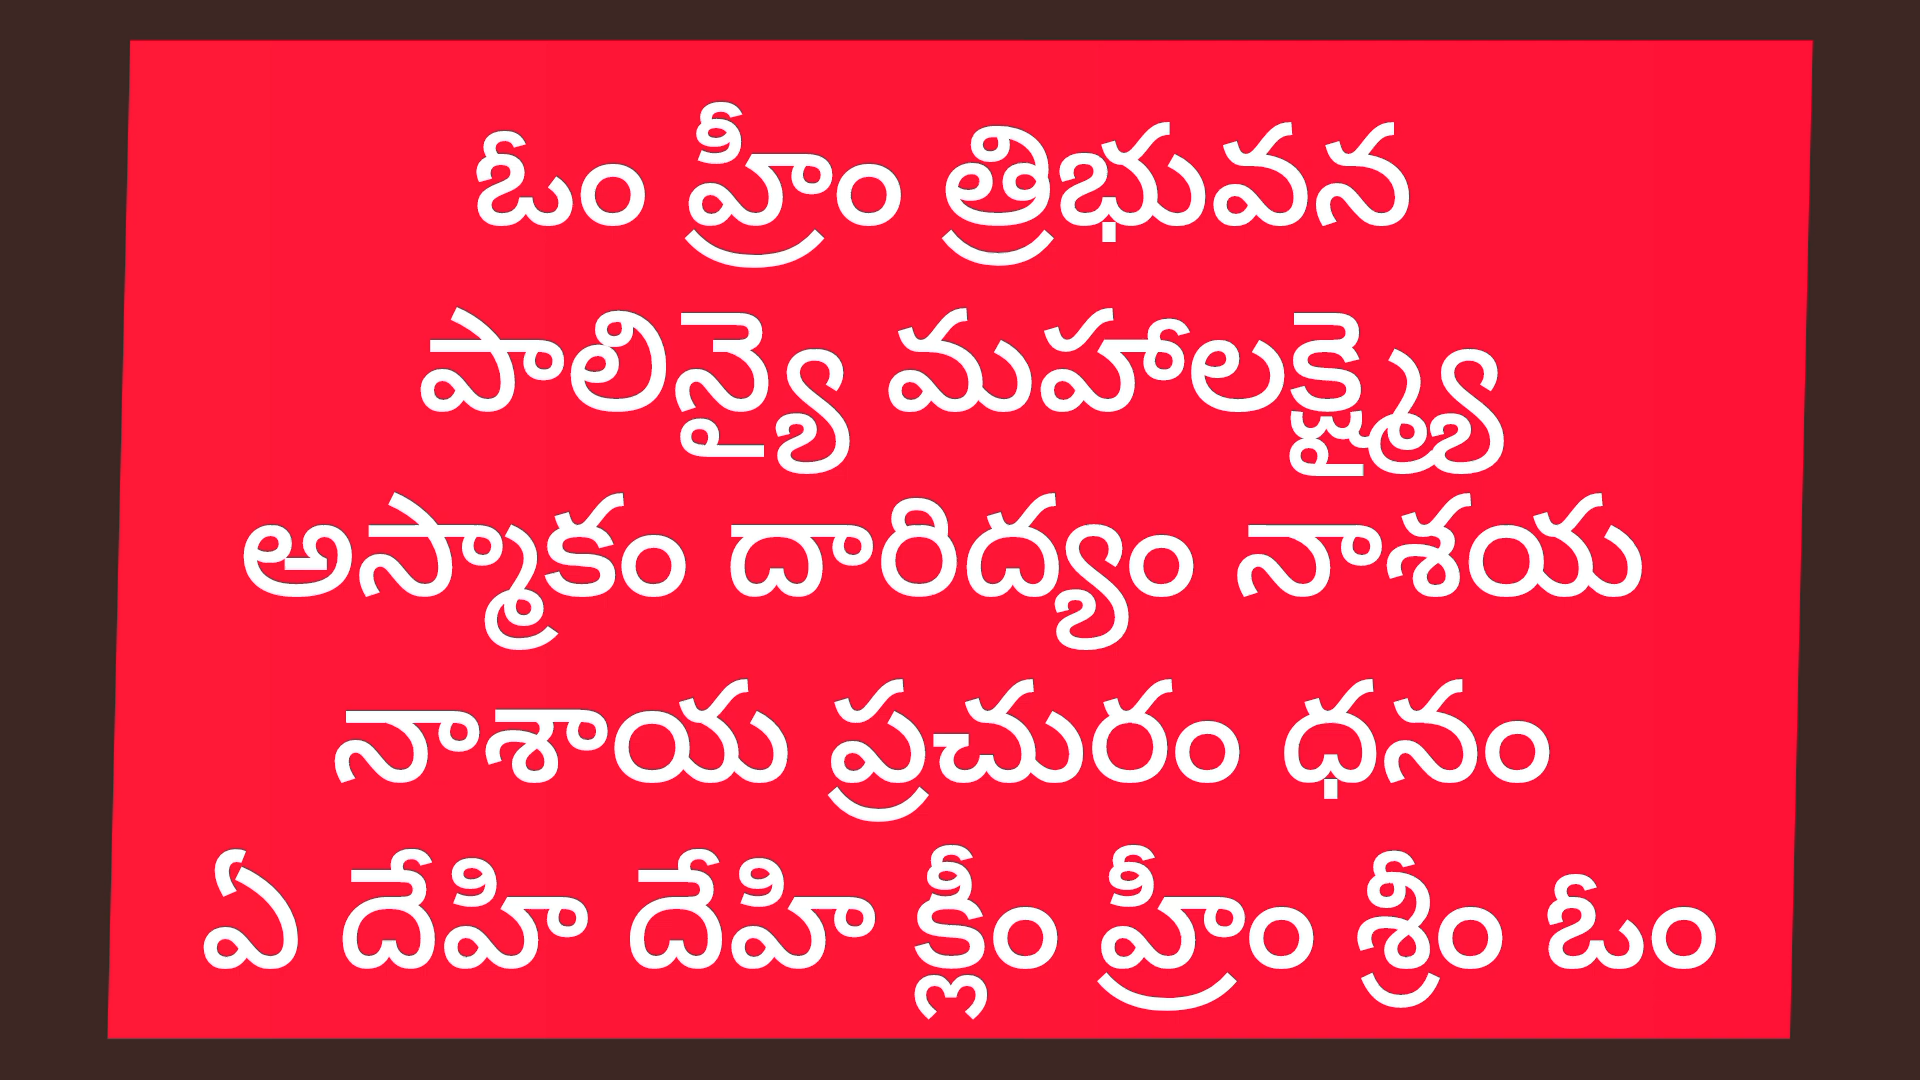 ఓం హ్రీం త్రిభువన
పాలిన్యై మహాలక్ష్మ్యై
అస్మాకం దారిద్యం నాశయ
నాశాయ ప్రచురం ధనం
ఏ దేహి దేహి క్లీం హ్రీం శ్రీం ఓం